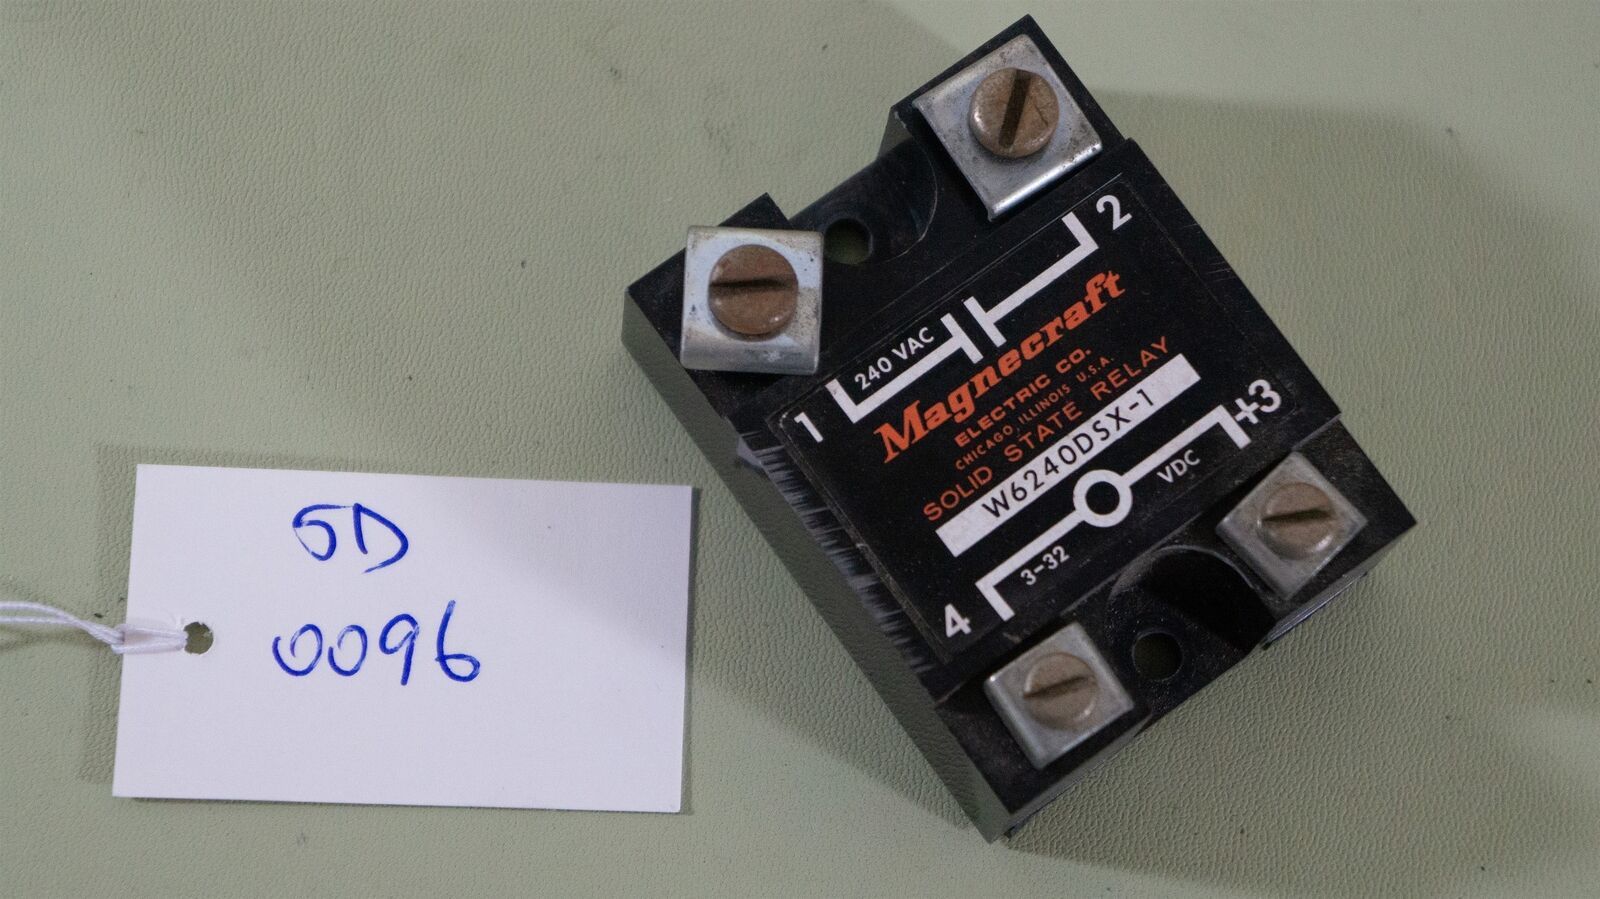 5D
0096
2
240 VAC
1
Magnecraft
ELECTRIC CO.
CHICAGO, ILLINOIS U.S.A.
SOLID STATE RELAY
W6240DSX-1
+3
3-32 VDC
4